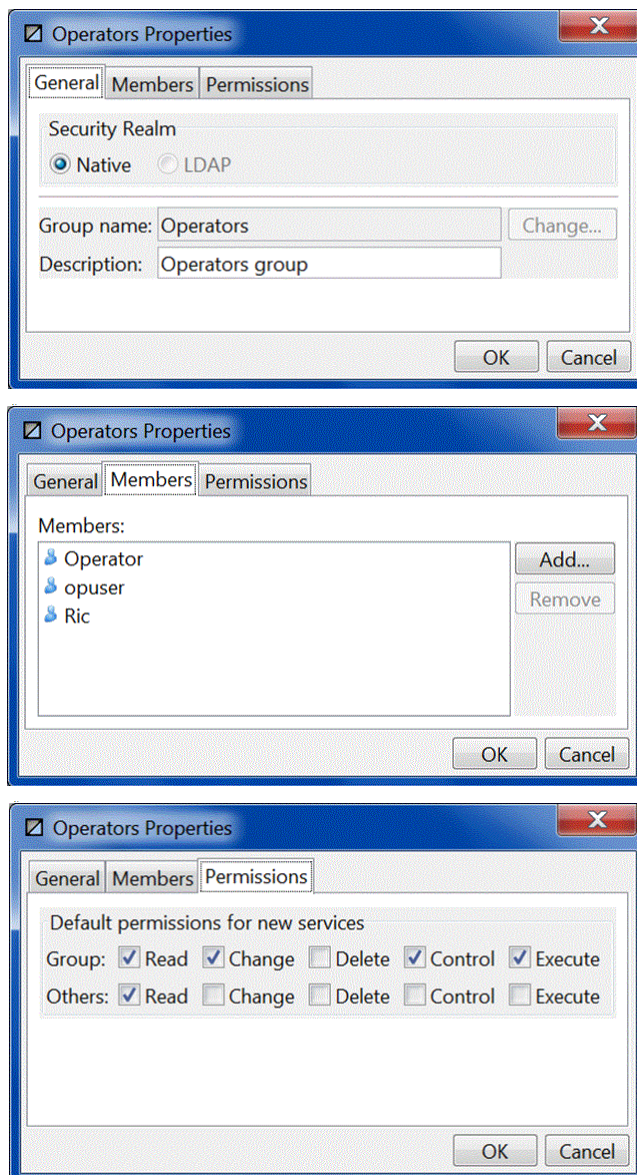 Operators Properties
X
General Members Permissions
Security Realm
Native LDAP
Group name: Operators Change...
Description: Operators group
OK Cancel
Operators Properties
X
General Members Permissions
Members:
Operator Add...
opuser
Remove
Ric
OK Cancel
Operators Properties
X
General Members Permissions
Default permissions for new services
Group: Read Change Delete Control Execute
Others: Read Change Delete Control Execute
OK Cancel